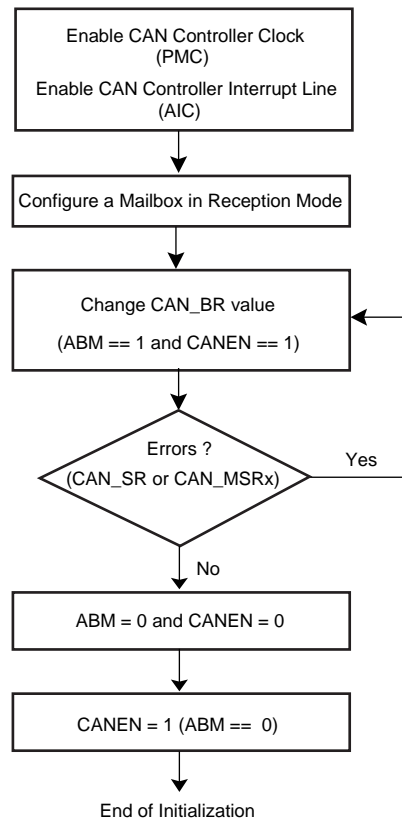 Enable CAN Controller Clock
(PMC)
Enable CAN Controller Interrupt Line
(AIC)
Configure a Mailbox in Reception Mode
Change CAN_BR value
(ABM == 1 and CANEN == 1)
Errors ?
(CAN_SR or CAN_MSRx)
Yes
No
ABM = 0 and CANEN = 0
CANEN = 1 (ABM == 0)
End of Initialization